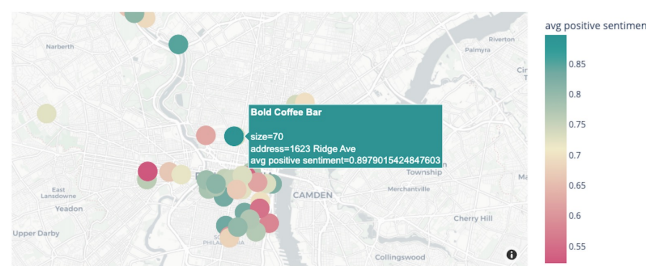 avg positive sentiment
Riverton
Palmyra
Narberth
0.85
0.8
Bold Coffee Bar
size=70
address=1623 Ridge Ave
avg positive sentiment=0.8979015424847603
0.75
0.7
Township
East
Lansdowne
Merchantville
CAMDEN
0.65
Yeadon
Cherry Hill
0.6
Upper Darby
Collingswood
0.55